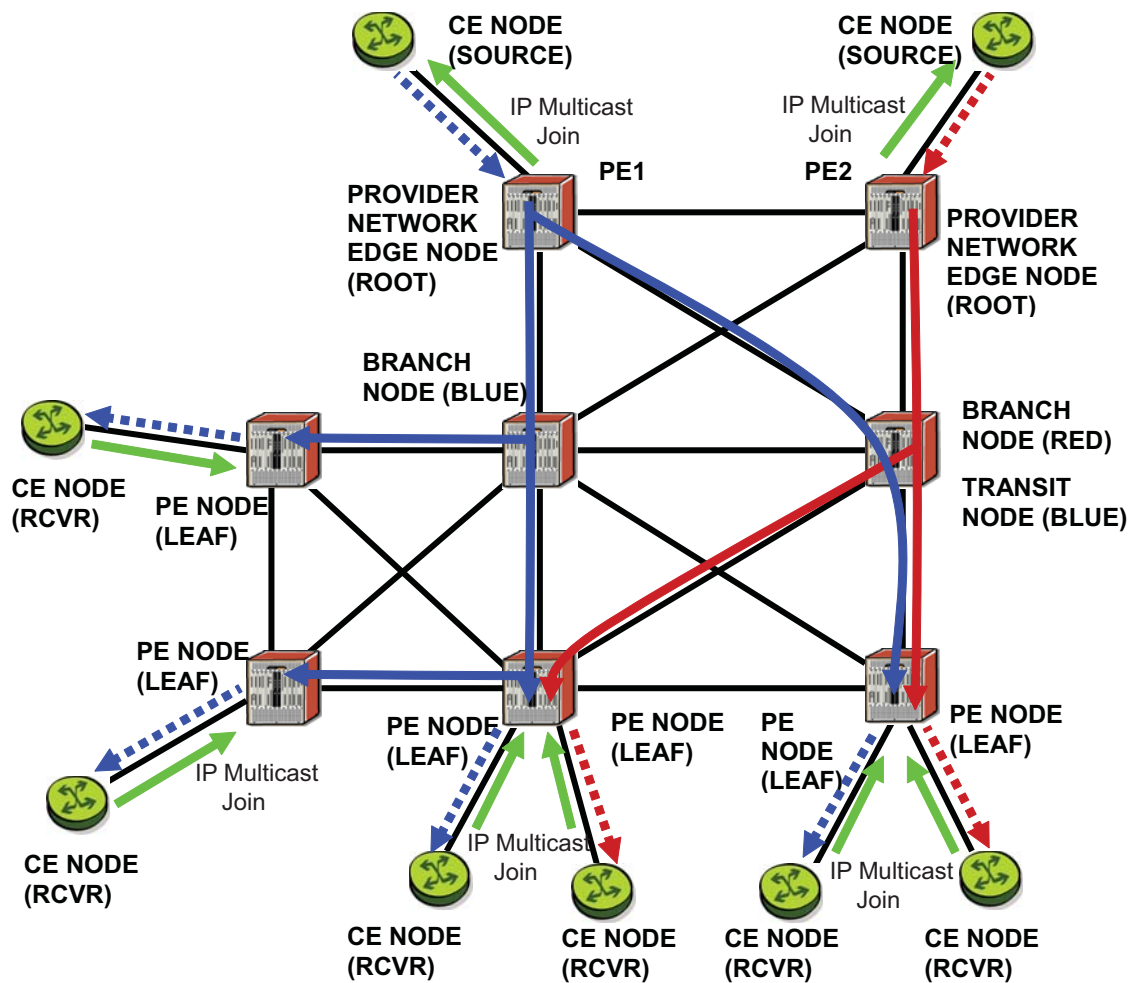 CE NODE
(SOURCE)
CE NODE
(SOURCE)
IP Multicast
Join
IP Multicast
Join
PE1
PE2
PROVIDER
NETWORK
EDGE NODE
(ROOT)
PROVIDER
NETWORK
EDGE NODE
(ROOT)
BRANCH
NODE (BLUE)
BRANCH
NODE (RED)
TRANSIT
NODE (BLUE)
CE NODE
(RCVR)
PE NODE
(LEAF)
PE NODE
(LEAF)
PE NODE
(LEAF)
PE NODE
(LEAF)
PE
NODE
(LEAF)
PE NODE
(LEAF)
IP Multicast
Join
IP Multicast
Join
IP Multicast
Join
CE NODE
(RCVR)
CE NODE
(RCVR)
CE NODE
(RCVR)
CE NODE
(RCVR)
CE NODE
(RCVR)